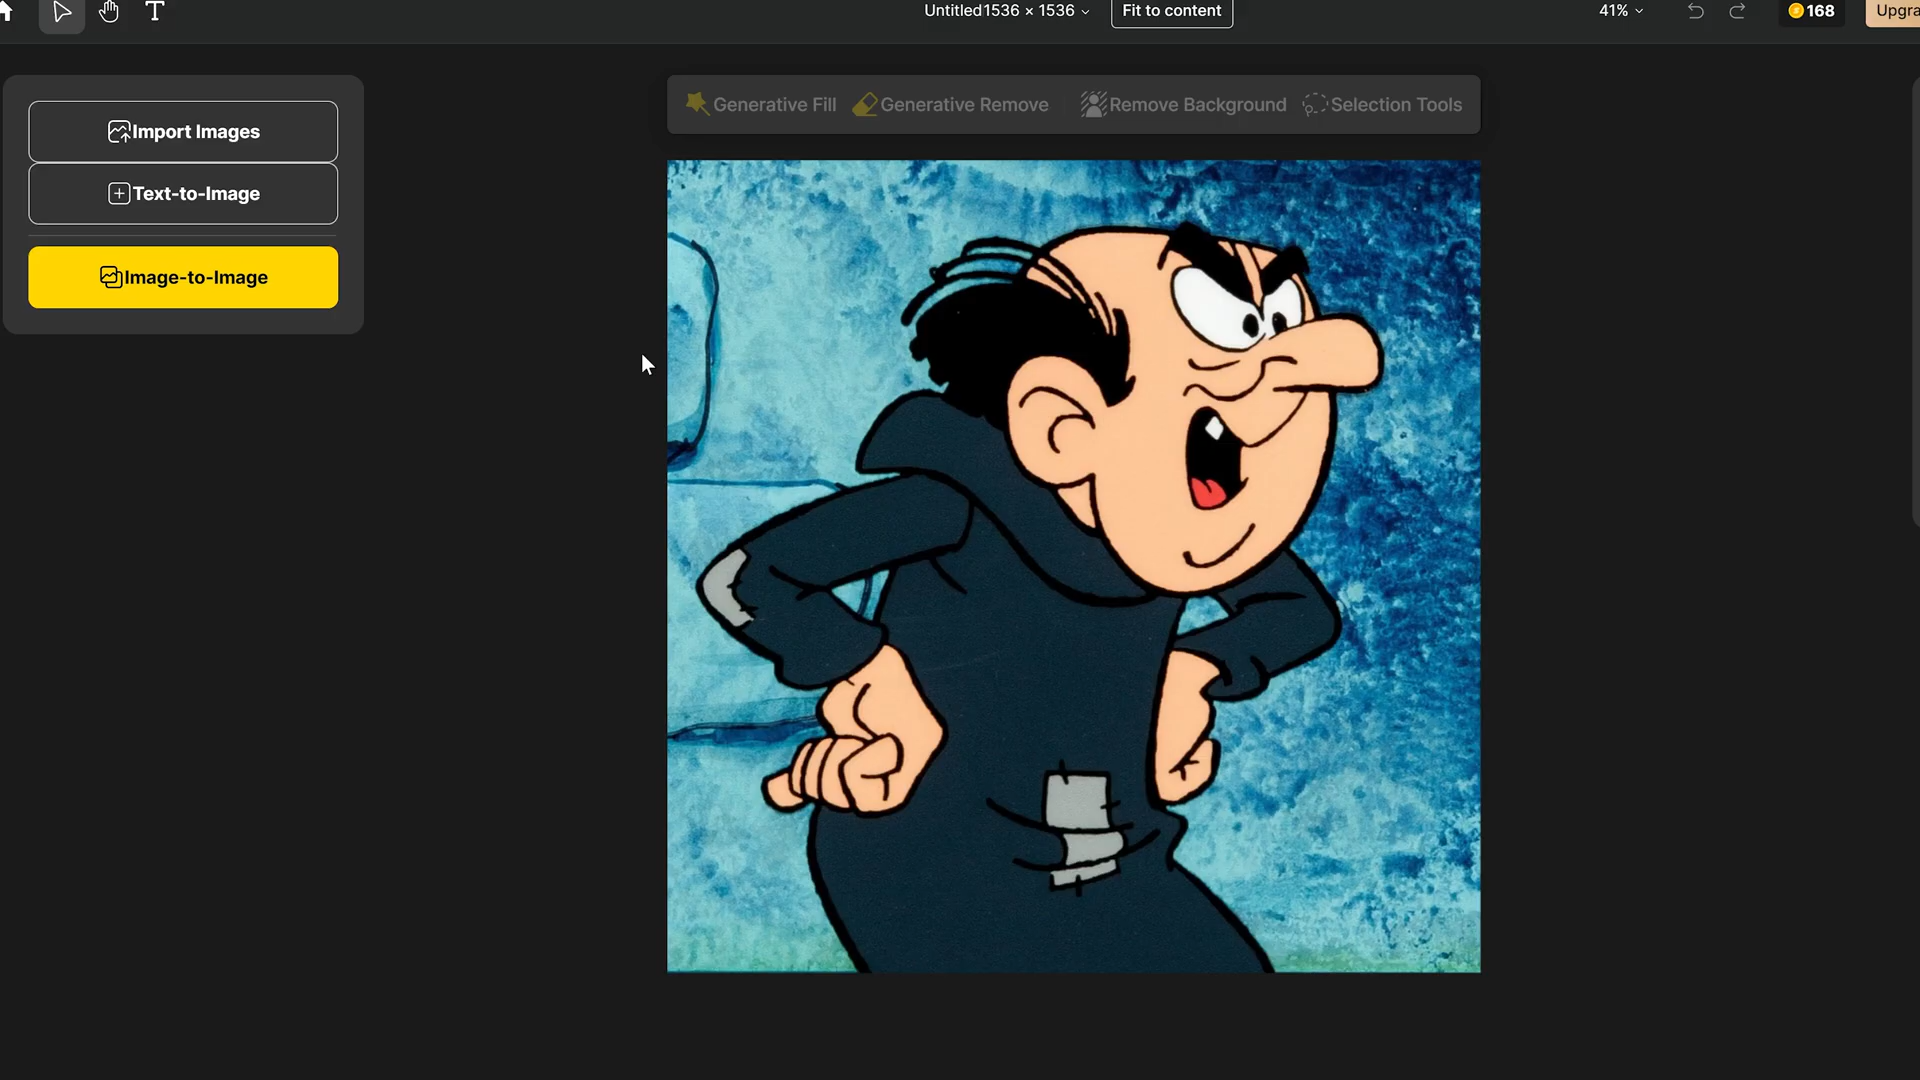 Untitled1536 × 1536
Fit to content
41%
168
Upgra
Import Images
Text-to-Image
Image-to-Image
Generative Fill
Generative Remove
Remove Background
Selection Tools